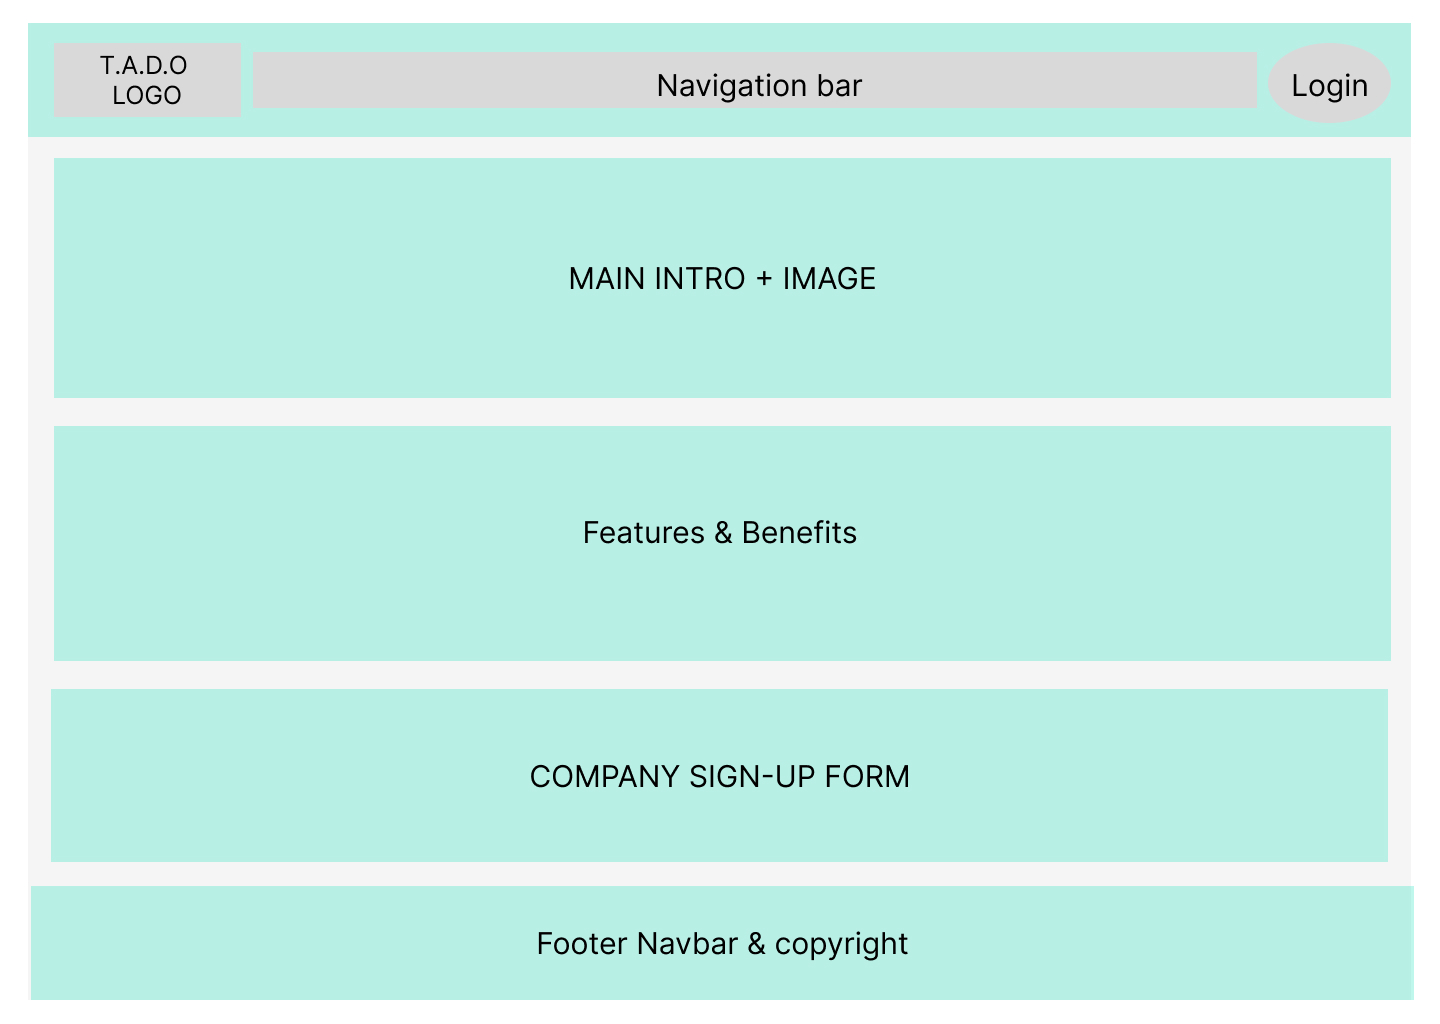 T.A.D.O
LOGO
Navigation bar
Login
MAIN INTRO + IMAGE
Features & Benefits
COMPANY SIGN-UP FORM
Footer Navbar & copyright